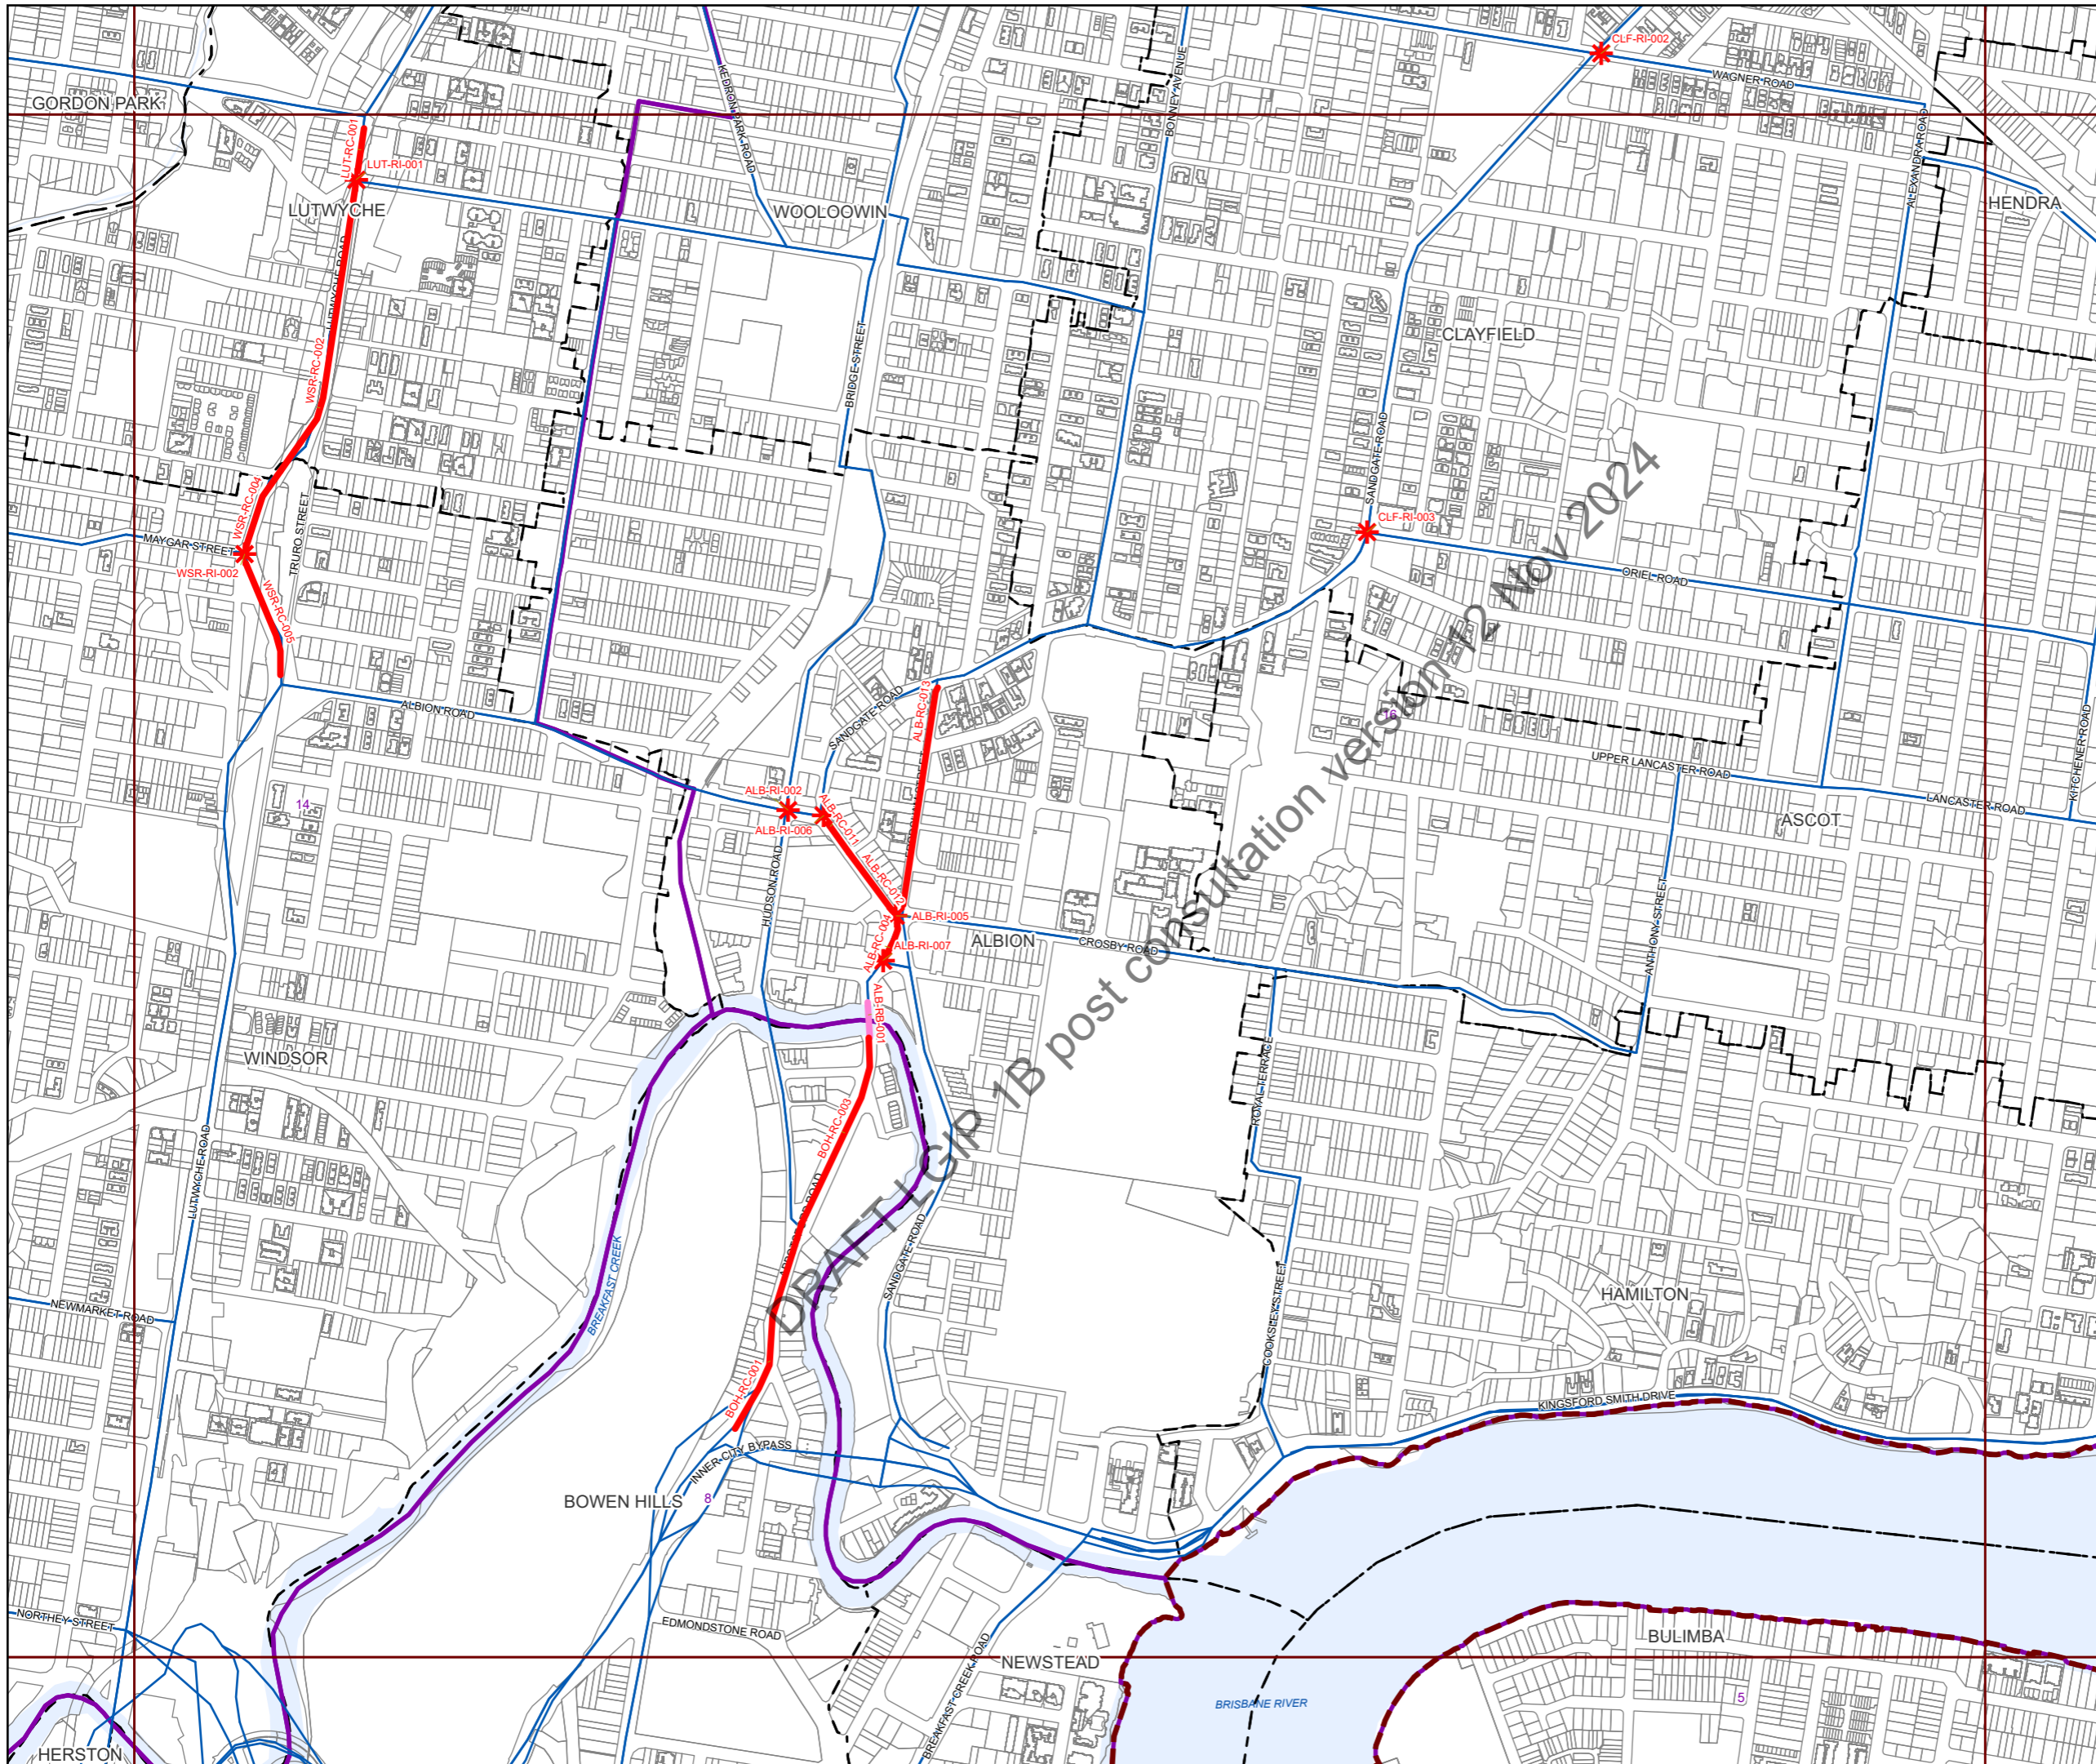 CLF-RI-002
WAGNER ROAD
GORDON PARK
KEDRON PARK ROAD
BONNEY AVENUE
ALEXANDRA ROAD
LUT-RC-001
LUT-RI-001
LUTWYCHE
WOOLOOWIN
HENDRA
LUTWYCHE ROAD
BRIDGE STREET
CLAYFIELD
WSR-RC-002
SANDGATE ROAD
WSR-RC-004
TRURO STREET
CLF-RI-003
MAYGAR STREET
WSR-RI-002
WSR-RC-005
ORIEL ROAD
ALBION ROAD
SANDGATE ROAD
ALB-RC-013
16
KITCHENER ROAD
UPPER LANCASTER ROAD
LANCASTER ROAD
14
ALB-RI-002
ALB-RI-006
ALB-RC-011
ASCOT
HUDSON ROAD
ALB-RC-012
ALB-RI-005
ALB-RC-004
ALB-RI-007
ALBION
CROSBY ROAD
ANTHONY STREET
ALB-RB-001
WINDSOR
ROYAL TERRACE
BOH-RC-003
LUTWYCHE ROAD
DRAFT LGIP 1B post consultation version 12 Nov 2024
BREAKFAST CREEK
SANDGATE ROAD
COOKSLEY STREET
HAMILTON
NEWMARKET ROAD
BOH-RC-001
KINGSFORD SMITH DRIVE
INNER CITY BYPASS
BOWEN HILLS
8
NORTHEY STREET
EDMONDSTONE ROAD
BULIMBA
NEWSTEAD
BREAKFAST CREEK ROAD
BRISBANE RIVER
5
HERSTON